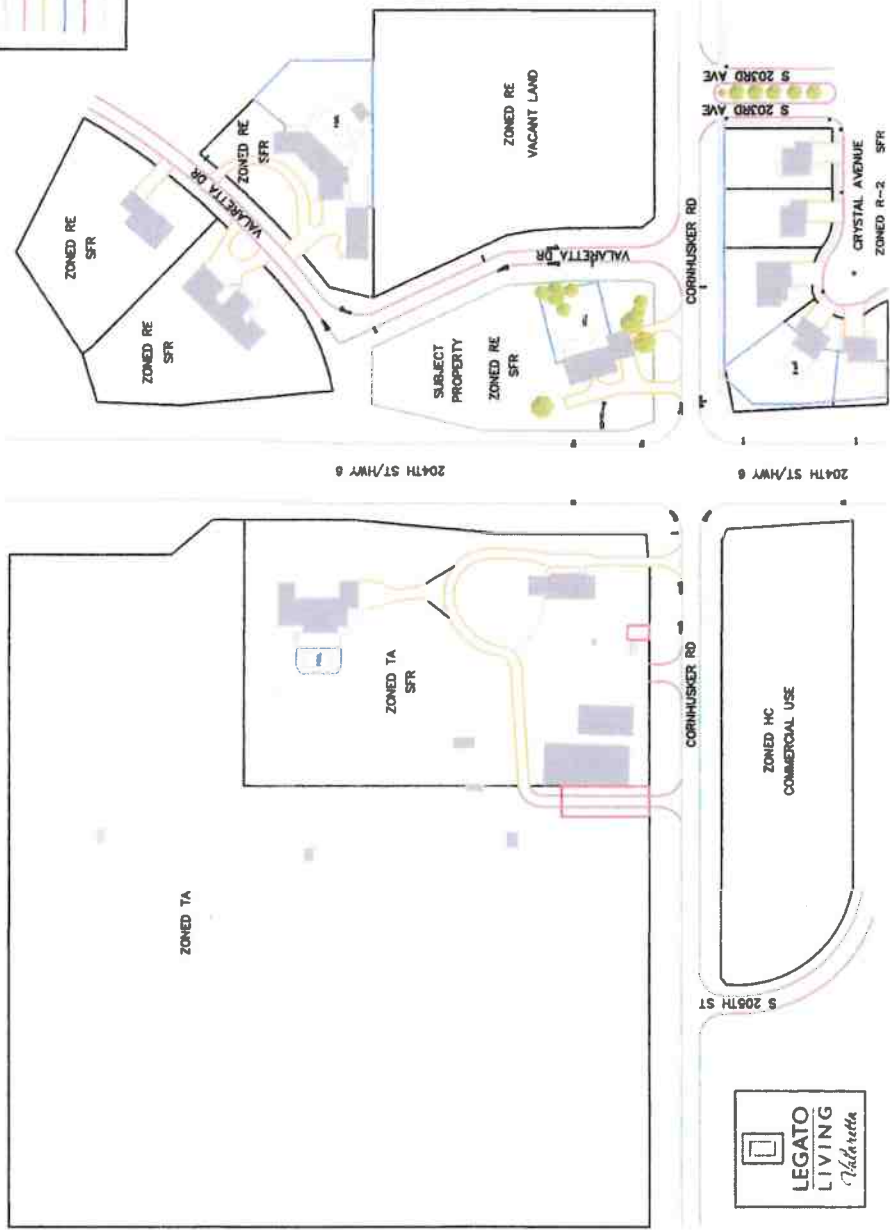 ZONED RE
SFR
ZONED RE
SFR
VALARETTA DR
ZONED RE
SFR
ZONED RE
VACANT LAND
SUBJECT
PROPERTY
ZONED RE
SFR
VALARETTA DR
CORNHUSKER RD
S 203RD AVE
S 203RD AVE
CRYSTAL AVENUE
ZONED R-2 SFR
204TH ST/HWY 6
204TH ST/HWY 6
ZONED TA
SFR
ZONED TA
CORNHUSKER RD
ZONED HC
COMMERCIAL USE
S 205TH ST
LEGATO
LIVING
Valaretta